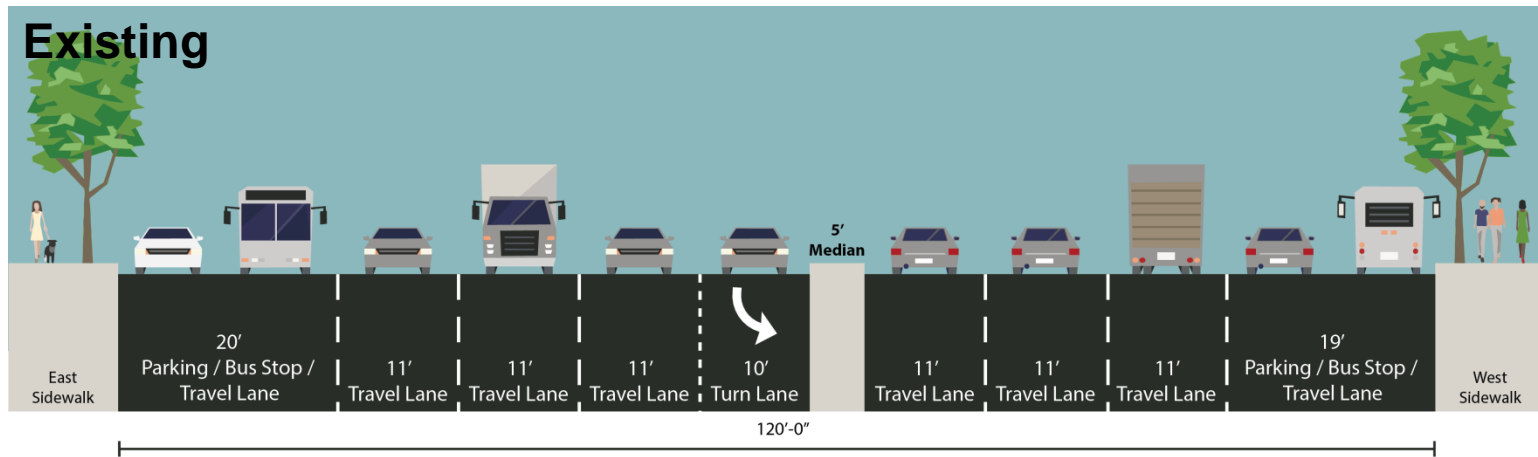 Existing
5’
Median
East
Sidewalk
20’
Parking / Bus Stop /
Travel Lane
11’
Travel Lane
11’
Travel Lane
11’
Travel Lane
10’
Turn Lane
11’
Travel Lane
11’
Travel Lane
11’
Travel Lane
19’
Parking / Bus Stop /
Travel Lane
West
Sidewalk
120’-0”